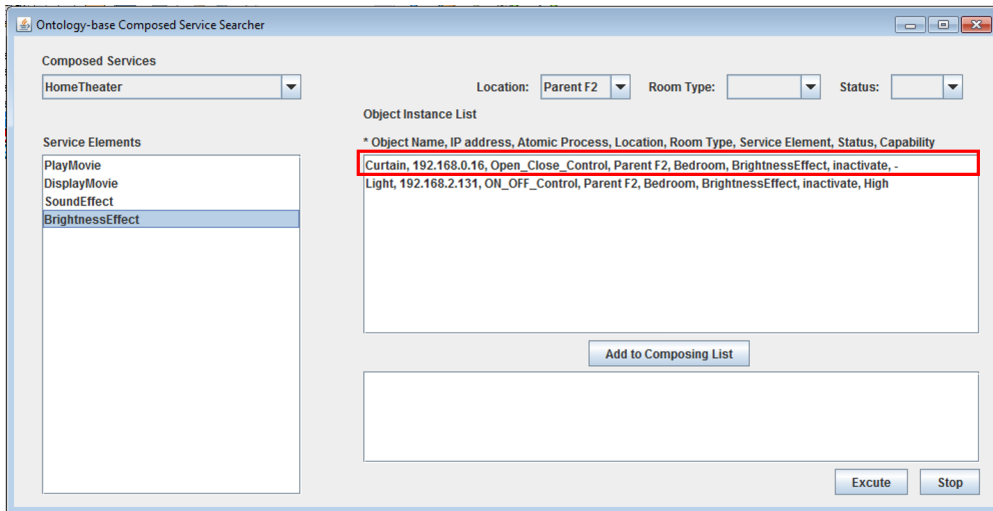 Ontology-base Composed Service Searcher
Composed Services
HomeTheater
Location: Parent F2 Room Type: Status:
Object Instance List
Service Elements
* Object Name, IP address, Atomic Process, Location, Room Type, Service Element, Status, Capability
PlayMovie
DisplayMovie
SoundEffect
BrightnessEffect
Curtain, 192.168.0.16, Open_Close_Control, Parent F2, Bedroom, BrightnessEffect, inactivate, -
Light, 192.168.2.131, ON_OFF_Control, Parent F2, Bedroom, BrightnessEffect, inactivate, High
Add to Composing List
Excute
Stop